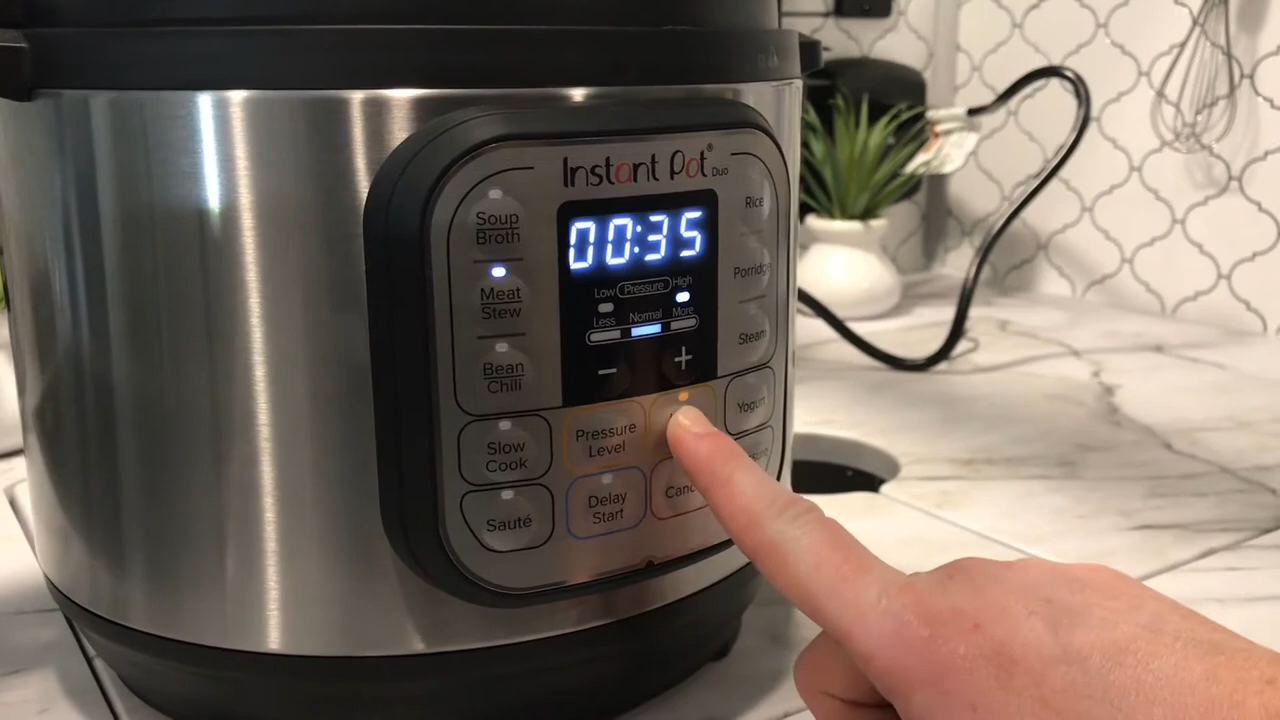 Instant Pot® Duo
00:35
Low Pressure High
Less Normal More
− +
Soup
Broth
Meat
Stew
Bean
Chili
Rice
Porridge
Steam
Slow
Cook
Pressure
Level
Yogurt
Sauté
Delay
Start
Canc